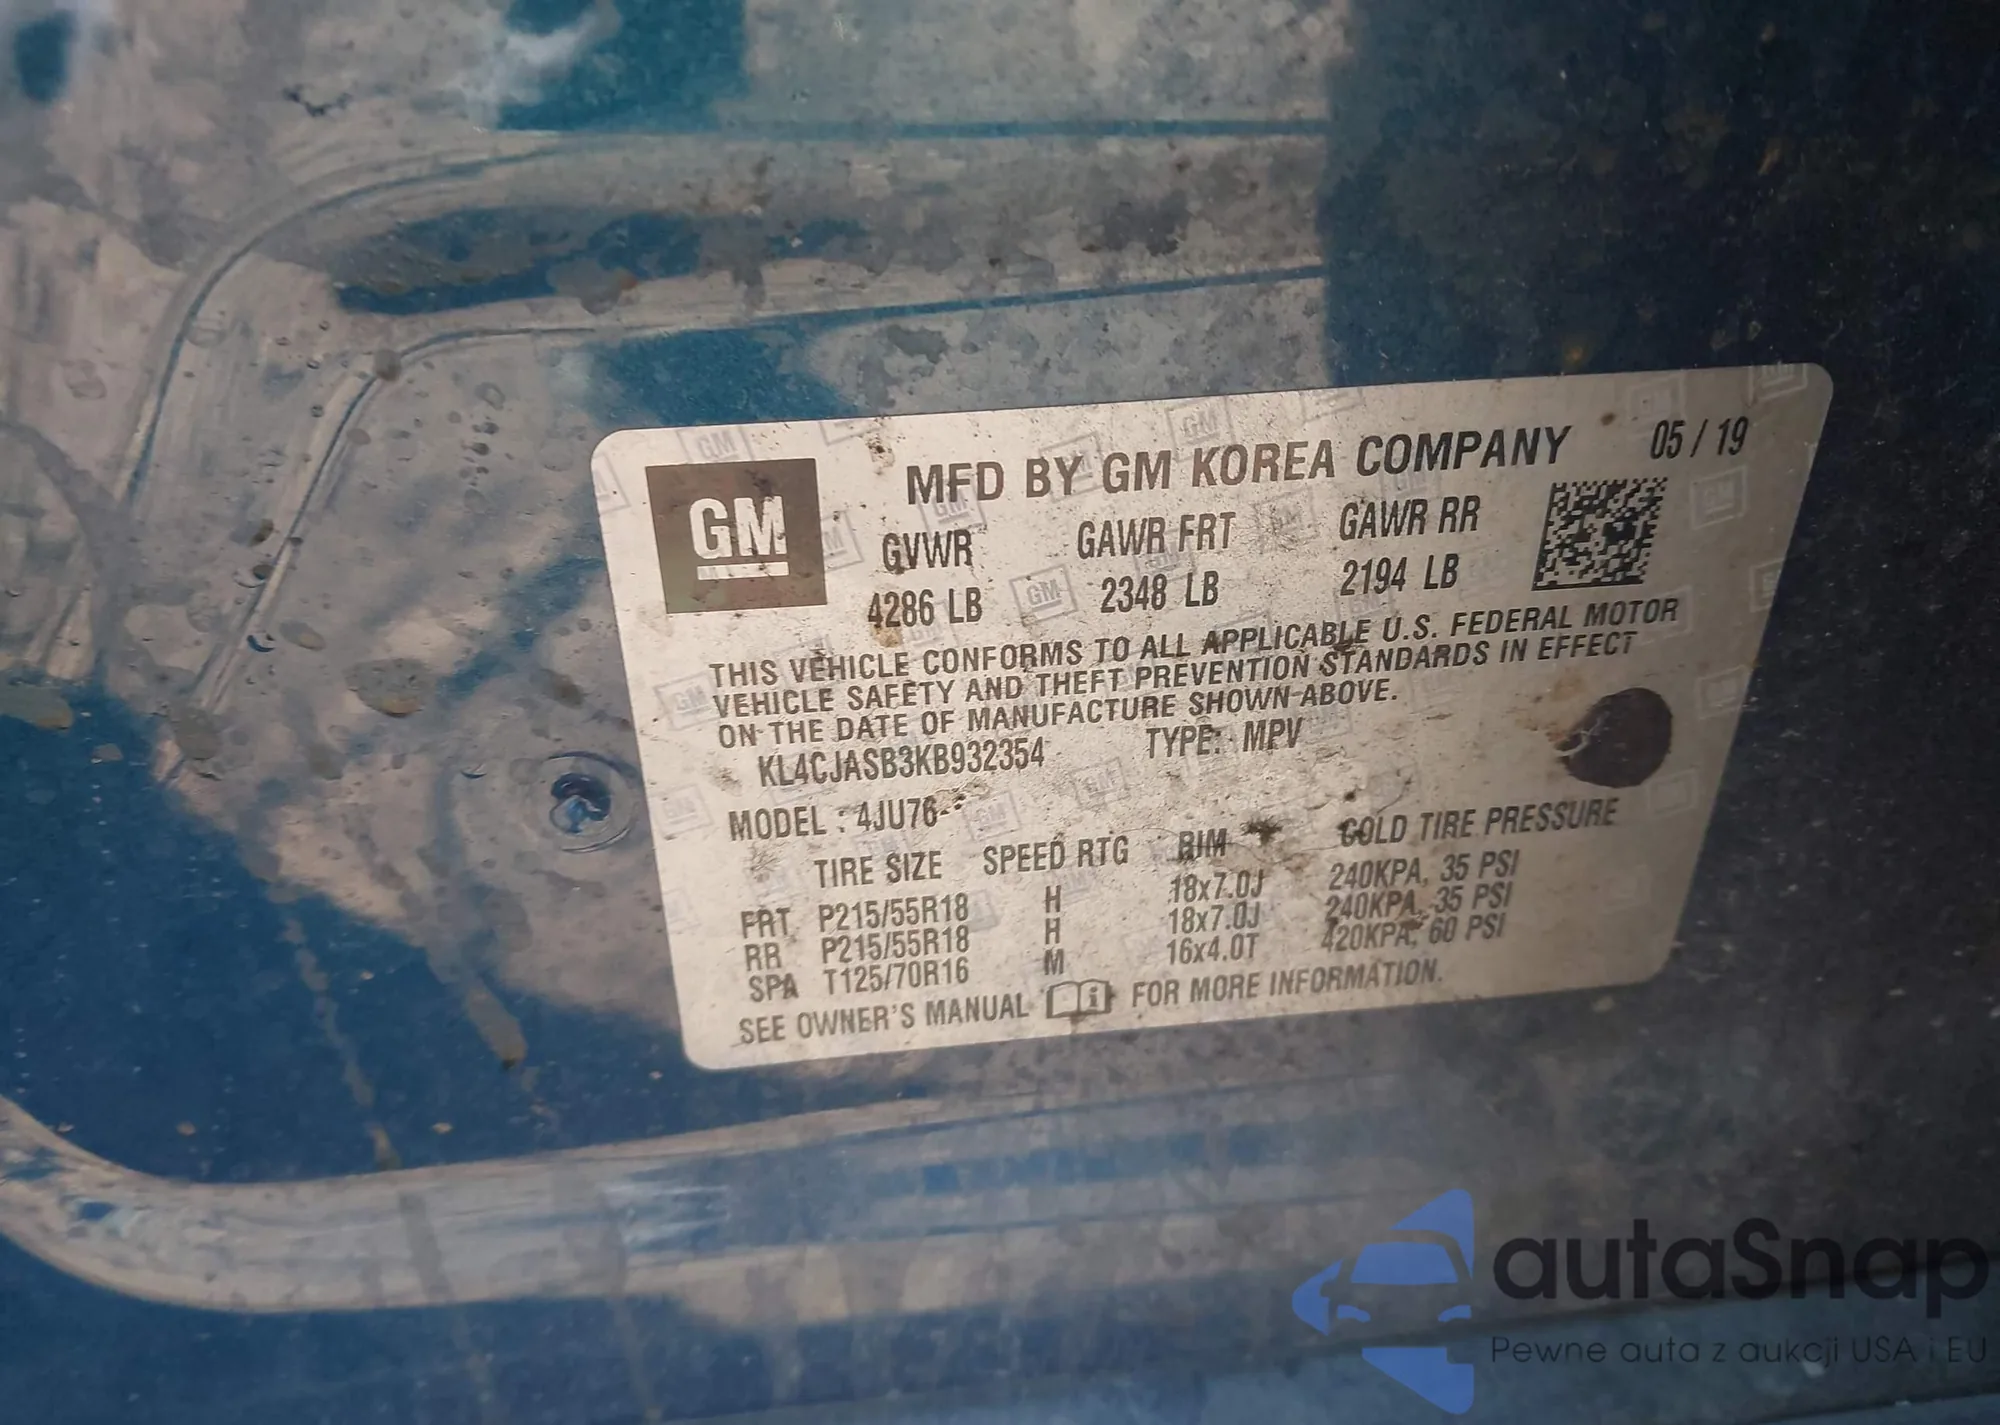 GM
MFD BY GM KOREA COMPANY 05 / 19
GVWR GAWR FRT GAWR RR
4286 LB 2348 LB 2194 LB
THIS VEHICLE CONFORMS TO ALL APPLICABLE U.S. FEDERAL MOTOR
VEHICLE SAFETY AND THEFT PREVENTION STANDARDS IN EFFECT
ON THE DATE OF MANUFACTURE SHOWN ABOVE.
KL4CJASB3KB932354 TYPE: MPV
MODEL : 4JU76
TIRE SIZE SPEED RTG RIM COLD TIRE PRESSURE
FRT P215/55R18 H 18x7.0J 240KPA, 35 PSI
RR P215/55R18 H 18x7.0J 240KPA, 35 PSI
SPA T125/70R16 M 16x4.0T 420KPA, 60 PSI
SEE OWNER'S MANUAL i FOR MORE INFORMATION.
autaSnap
Pewne auta z aukcji USA i EU